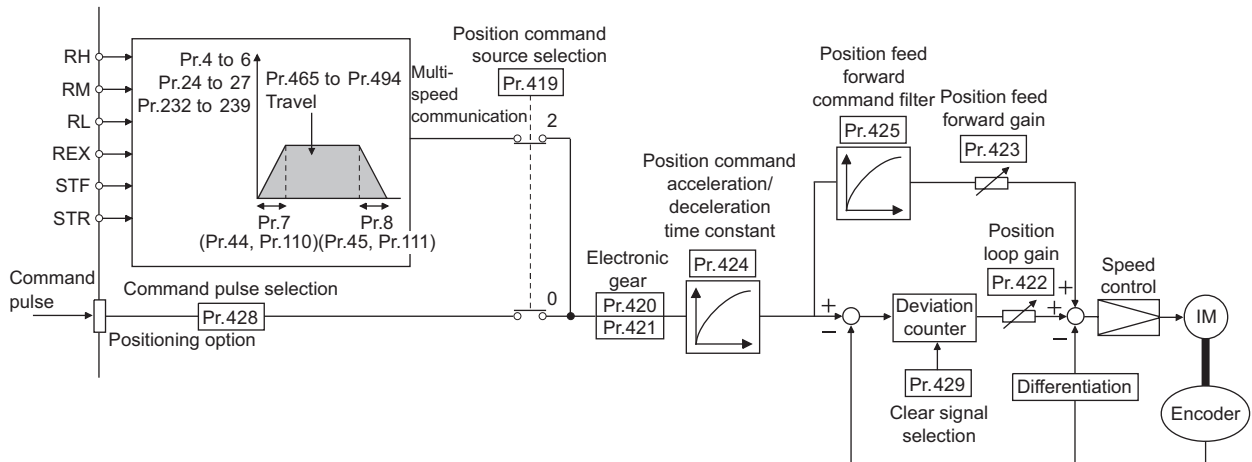 RH
RM
RL
REX
STF
STR
Pr.4 to 6
Pr.24 to 27
Pr.232 to 239
Pr.465 to Pr.494
Travel
Pr.7
(Pr.44, Pr.110)
Pr.8
(Pr.45, Pr.111)
Multi-
speed
communication
Position command
source selection
Pr.419
2
0
Command
pulse
Command pulse selection
Pr.428
Positioning option
Electronic
gear
Pr.420
Pr.421
Position command
acceleration/
deceleration
time constant
Pr.424
Position feed
forward
command filter
Pr.425
Position feed
forward gain
Pr.423
Position
loop gain
Pr.422
+
−
Deviation
counter
Pr.429
Clear signal
selection
+
+
−
Differentiation
Speed
control
IM
Encoder